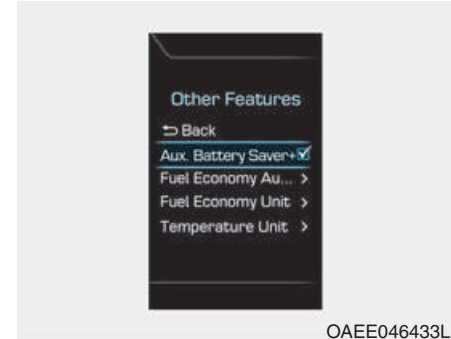 Other Features
Back
Aux. Battery Saver+
Fuel Economy Au...
Fuel Economy Unit
Temperature Unit
OAEE046433L